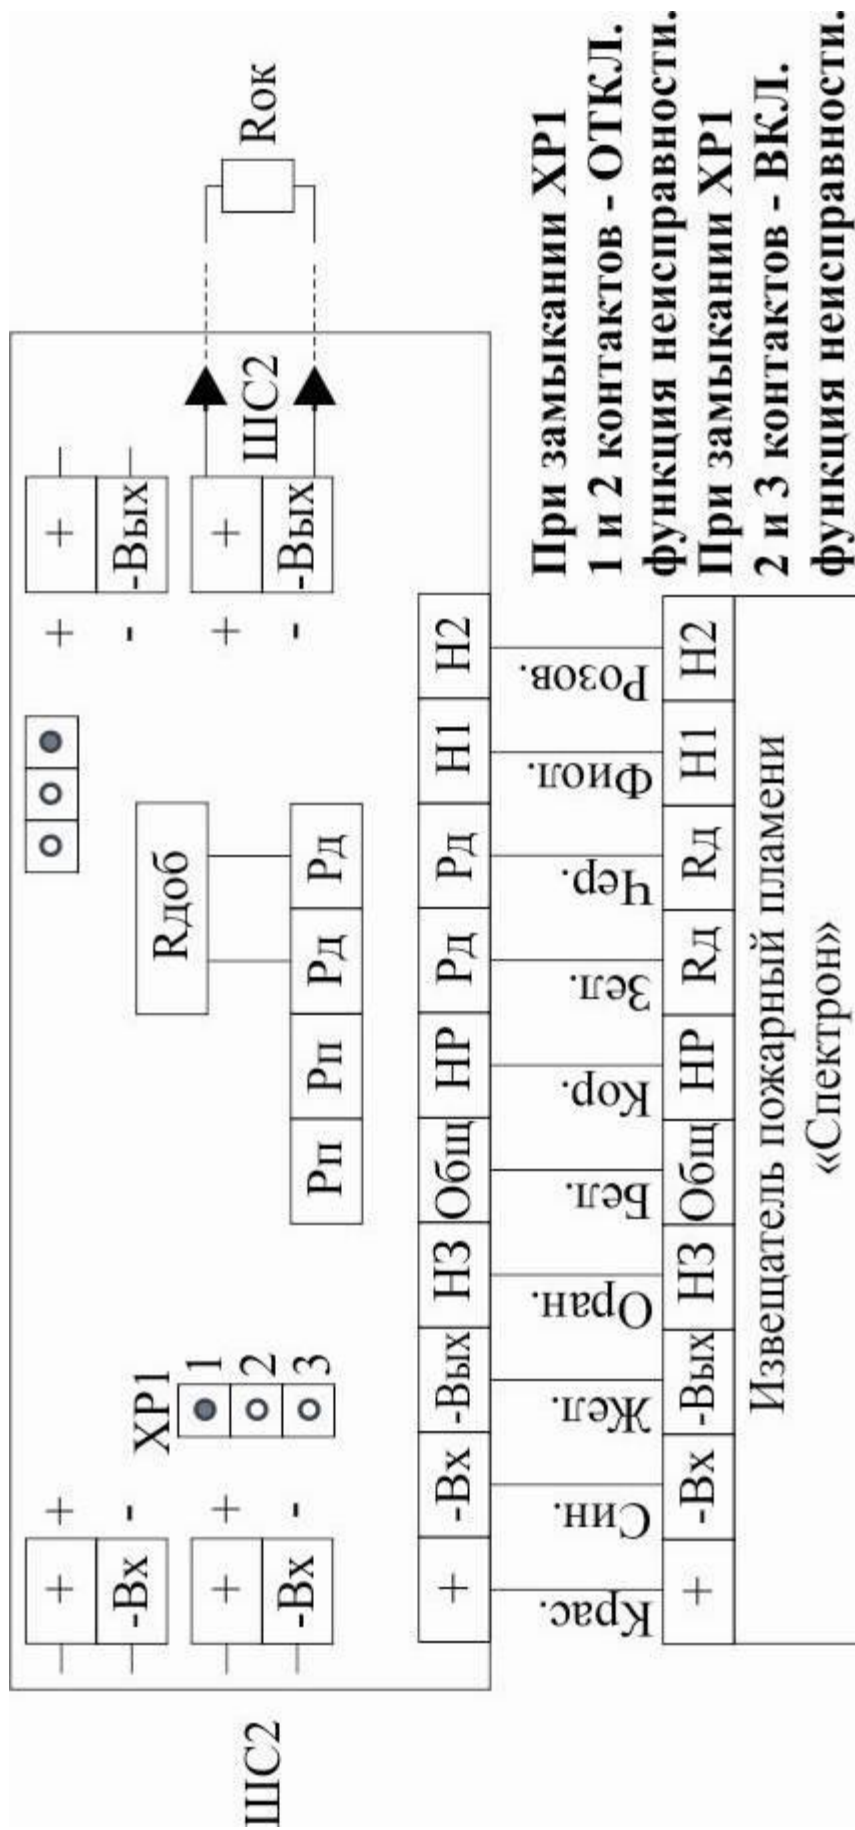 + + + +
-Вх - - -Вых
ХР1
Rдоб
1
+ + + +
2
ШС2 ШС2 Rок
-Вх - - -Вых
3
Рп Рп Рд Рд
+ -Вх -Вых НЗ Общ НР Рд Рд Н1 Н2
Крас. Син. Жел. Оран. Бел. Кор. Зел. Чер. Фиол. Розов.
+ -Вх -Вых НЗ Общ НР Rд Rд Н1 Н2
Извещатель пожарный пламени
«Спектрон»
При замыкании ХР1
1 и 2 контактов - ОТКЛ.
функция неисправности.
При замыкании ХР1
2 и 3 контактов - ВКЛ.
функция неисправности.